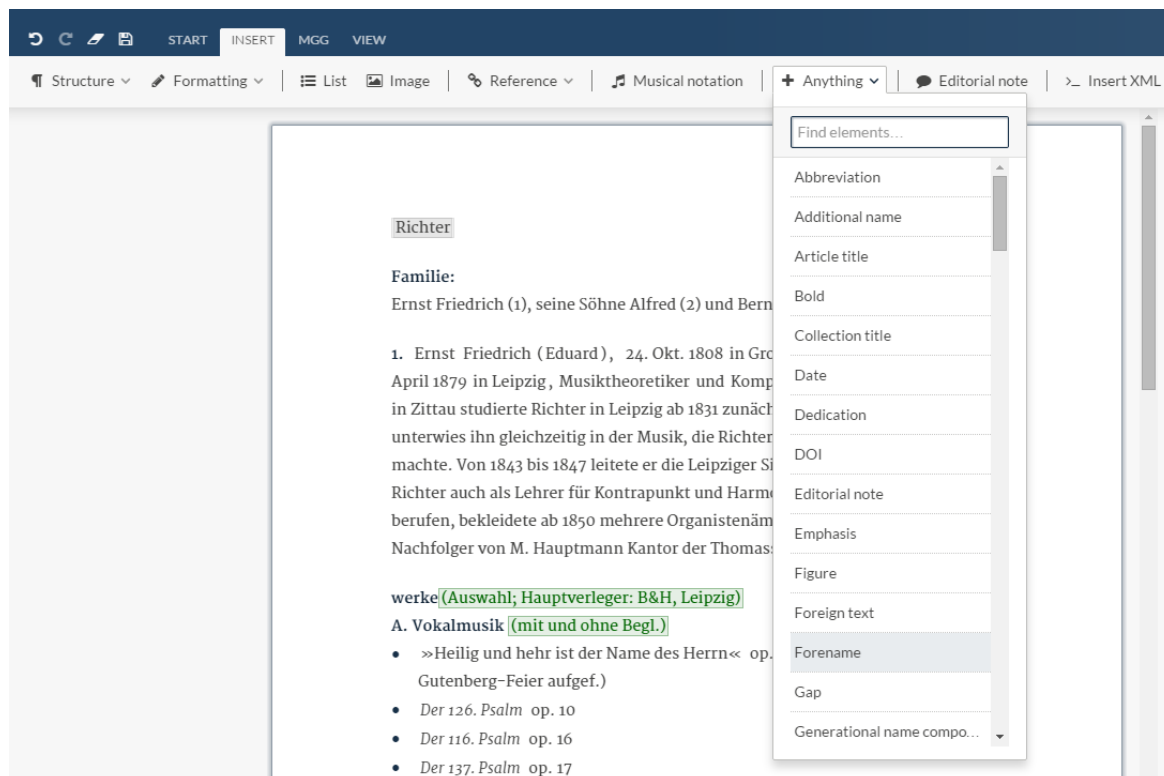 START INSERT MGG VIEW
¶ Structure Formatting List Image Reference Musical notation + Anything Editorial note >_ Insert XML
Find elements...
Abbreviation
Additional name
Article title
Bold
Collection title
Date
Dedication
DOI
Editorial note
Emphasis
Figure
Foreign text
Forename
Gap
Generational name compo...
Richter
Familie:
Ernst Friedrich (1), seine Söhne Alfred (2) und Bern
1. Ernst Friedrich (Eduard), 24. Okt. 1808 in Gro
April 1879 in Leipzig, Musiktheoretiker und Komp
in Zittau studierte Richter in Leipzig ab 1831 zunäch
unterwies ihn gleichzeitig in der Musik, die Richter
machte. Von 1843 bis 1847 leitete er die Leipziger Si
Richter auch als Lehrer für Kontrapunkt und Harm
berufen, bekleidete ab 1850 mehrere Organistenäm
Nachfolger von M. Hauptmann Kantor der Thomas
werke (Auswahl; Hauptverleger: B&H, Leipzig)
A. Vokalmusik (mit und ohne Begl.)
• »Heilig und hehr ist der Name des Herrn« op.
Gutenberg-Feier aufgef.)
• Der 126. Psalm op. 10
• Der 116. Psalm op. 16
• Der 137. Psalm op. 17